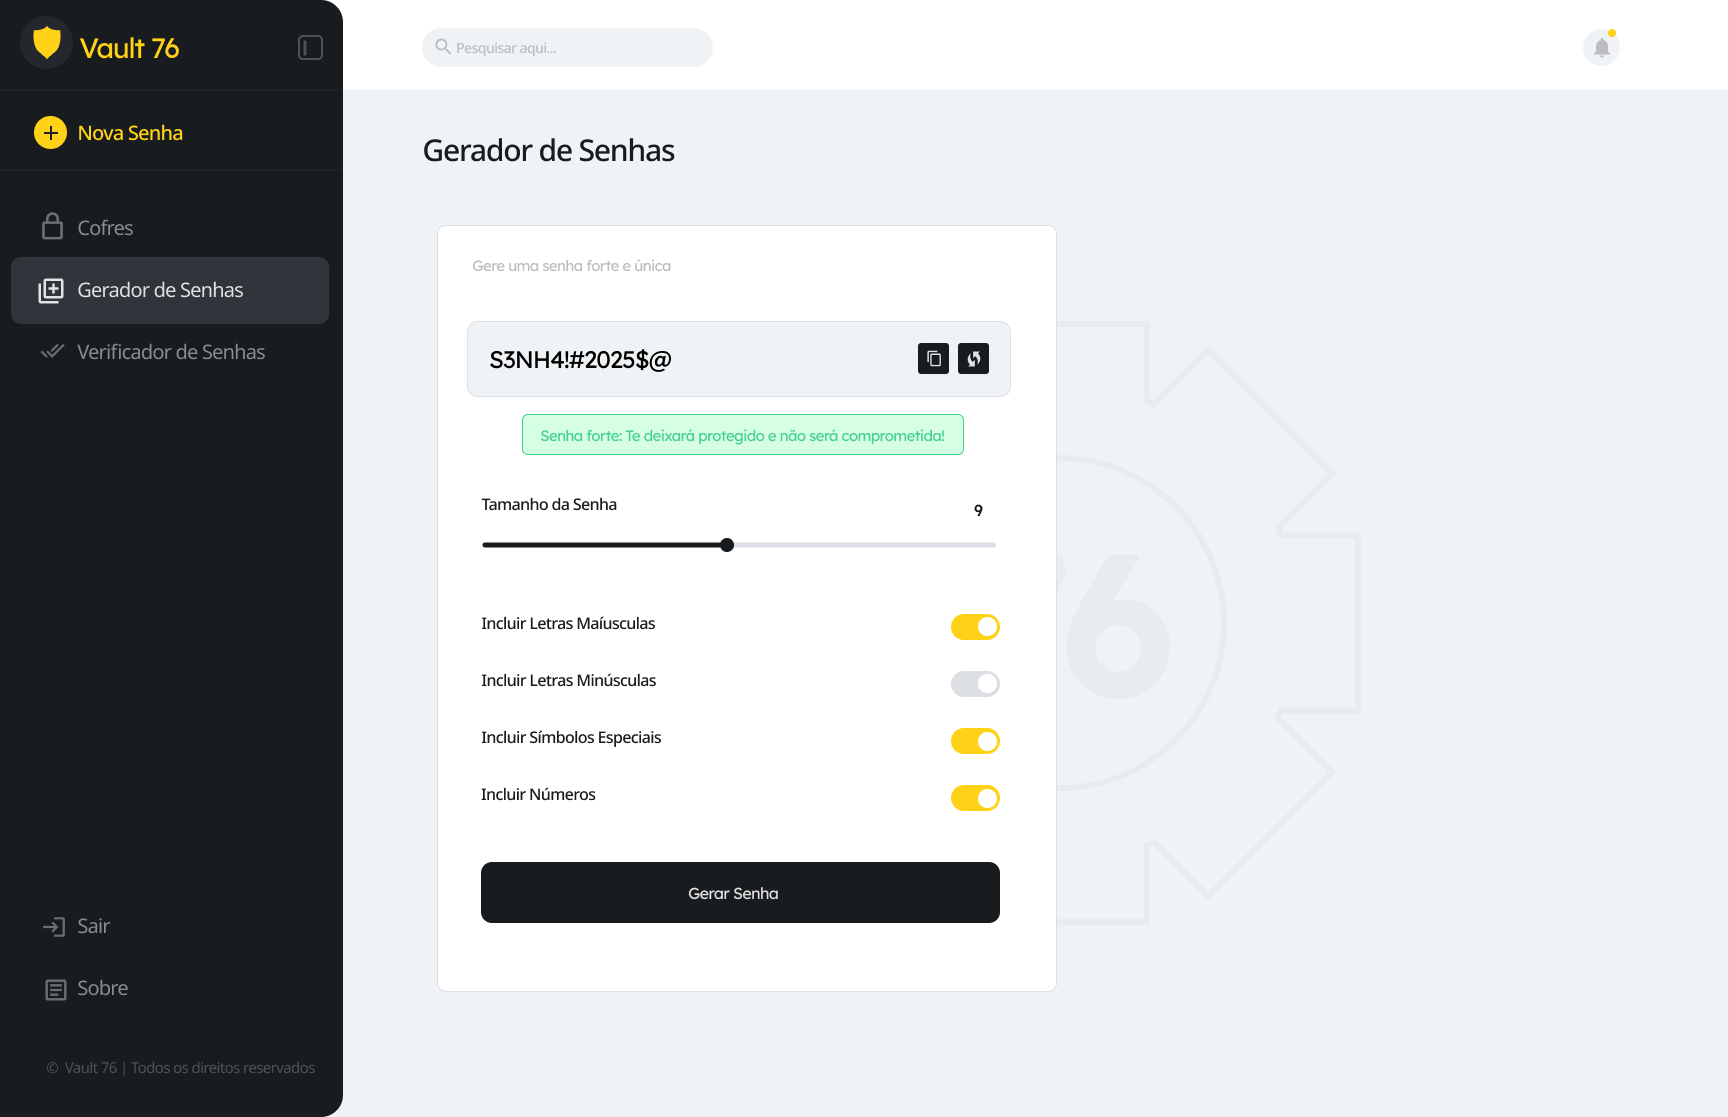 Vault 76
Pesquisar aqui...
Nova Senha
Gerador de Senhas
Cofres
Gerador de Senhas
Verificador de Senhas
Gere uma senha forte e única
S3NH4!#2025$@
Senha forte: Te deixará protegido e não será comprometida!
Tamanho da Senha
9
Incluir Letras Maíusculas
Incluir Letras Minúsculas
Incluir Símbolos Especiais
Incluir Números
Gerar Senha
76
Sair
Sobre
© Vault 76 | Todos os direitos reservados